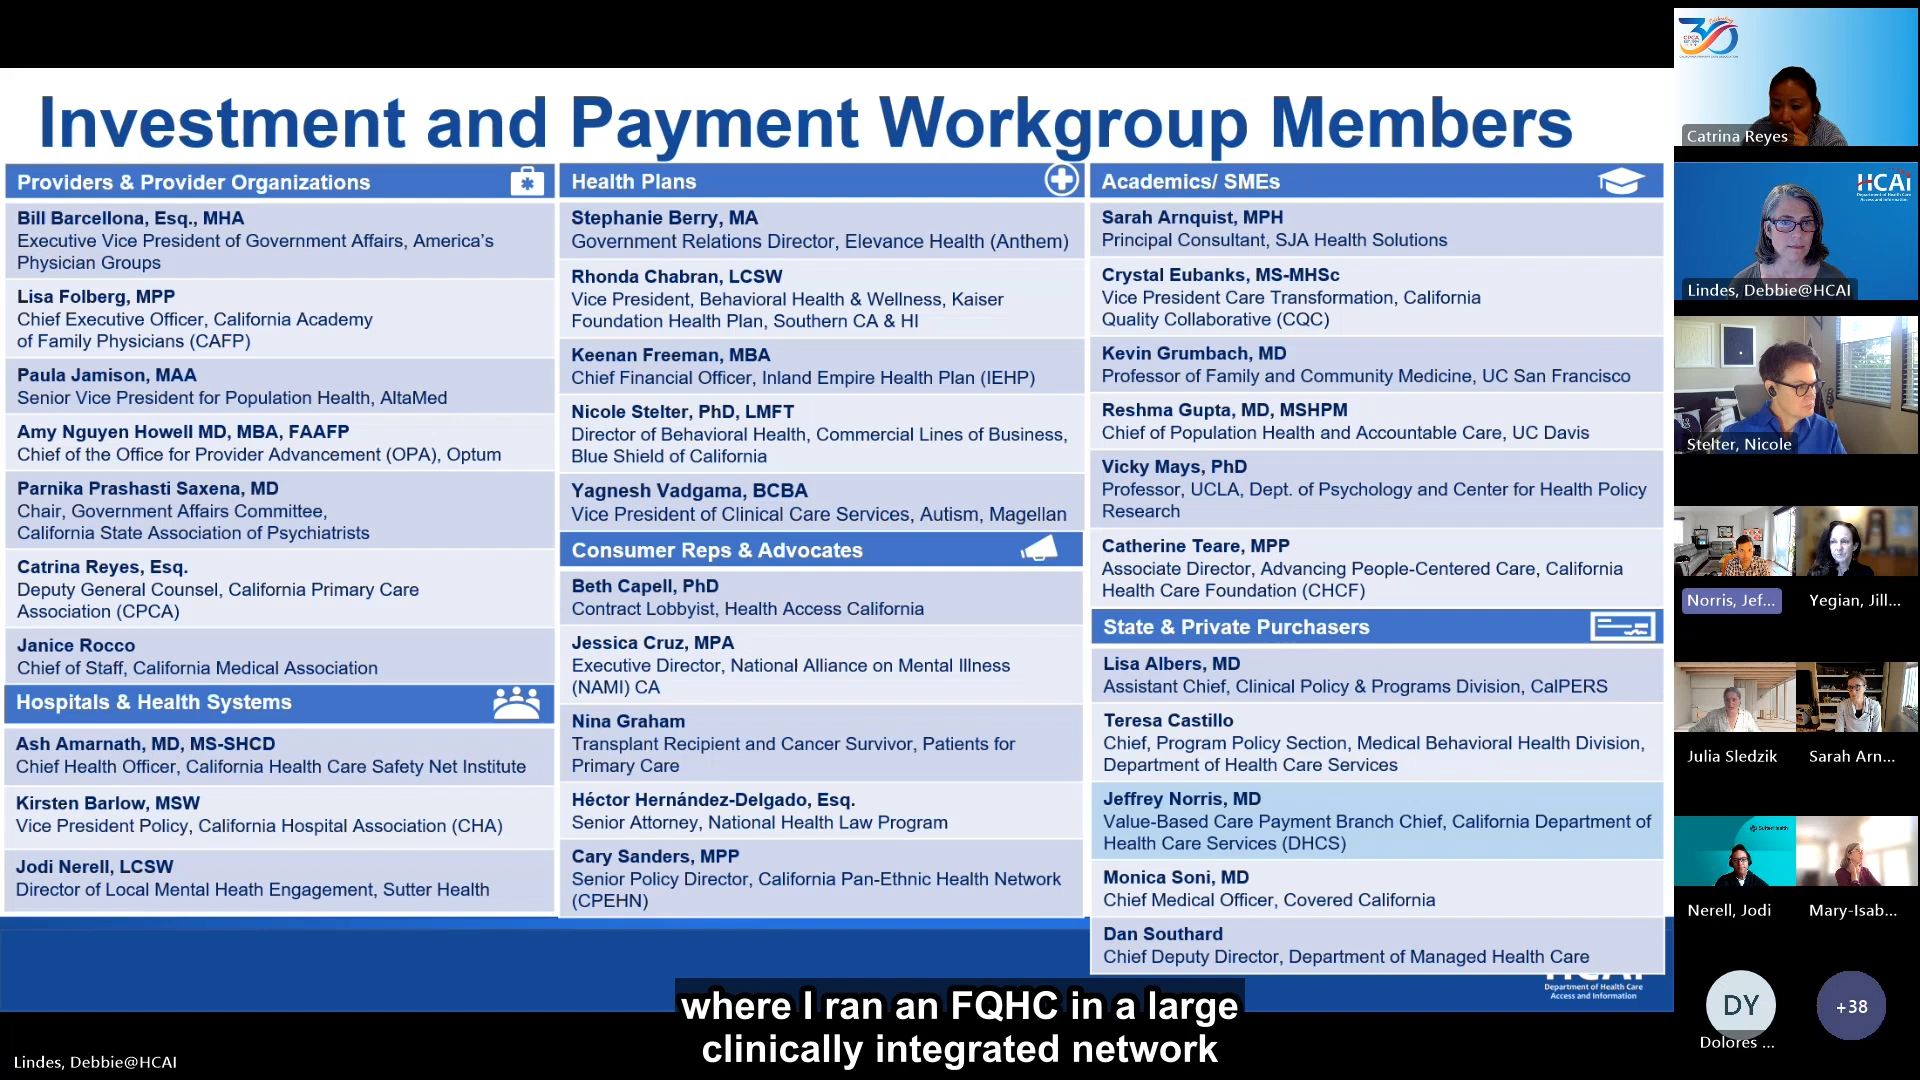 Investment and Payment Workgroup Members
Providers & Provider Organizations
Bill Barcellona, Esq., MHA
Executive Vice President of Government Affairs, America's
Physician Groups
Lisa Folberg, MPP
Chief Executive Officer, California Academy
of Family Physicians (CAFP)
Paula Jamison, MAA
Senior Vice President for Population Health, AltaMed
Amy Nguyen Howell MD, MBA, FAAFP
Chief of the Office for Provider Advancement (OPA), Optum
Parnika Prashasti Saxena, MD
Chair, Government Affairs Committee,
California State Association of Psychiatrists
Catrina Reyes, Esq.
Deputy General Counsel, California Primary Care
Association (CPCA)
Janice Rocco
Chief of Staff, California Medical Association
Hospitals & Health Systems
Ash Amarnath, MD, MS-SHCD
Chief Health Officer, California Health Care Safety Net Institute
Kirsten Barlow, MSW
Vice President Policy, California Hospital Association (CHA)
Jodi Nerell, LCSW
Director of Local Mental Heath Engagement, Sutter Health
Health Plans
Stephanie Berry, MA
Government Relations Director, Elevance Health (Anthem)
Rhonda Chabran, LCSW
Vice President, Behavioral Health & Wellness, Kaiser
Foundation Health Plan, Southern CA & HI
Keenan Freeman, MBA
Chief Financial Officer, Inland Empire Health Plan (IEHP)
Nicole Stelter, PhD, LMFT
Director of Behavioral Health, Commercial Lines of Business,
Blue Shield of California
Yagnesh Vadgama, BCBA
Vice President of Clinical Care Services, Autism, Magellan
Consumer Reps & Advocates
Beth Capell, PhD
Contract Lobbyist, Health Access California
Jessica Cruz, MPA
Executive Director, National Alliance on Mental Illness
(NAMI) CA
Nina Graham
Transplant Recipient and Cancer Survivor, Patients for
Primary Care
Héctor Hernández-Delgado, Esq.
Senior Attorney, National Health Law Program
Cary Sanders, MPP
Senior Policy Director, California Pan-Ethnic Health Network
(CPEHN)
Academics/ SMEs
Sarah Arnquist, MPH
Principal Consultant, SJA Health Solutions
Crystal Eubanks, MS-MHSc
Vice President Care Transformation, California
Quality Collaborative (CQC)
Kevin Grumbach, MD
Professor of Family and Community Medicine, UC San Francisco
Reshma Gupta, MD, MSHPM
Chief of Population Health and Accountable Care, UC Davis
Vicky Mays, PhD
Professor, UCLA, Dept. of Psychology and Center for Health Policy
Research
Catherine Teare, MPP
Associate Director, Advancing People-Centered Care, California
Health Care Foundation (CHCF)
State & Private Purchasers
Lisa Albers, MD
Assistant Chief, Clinical Policy & Programs Division, CalPERS
Teresa Castillo
Chief, Program Policy Section, Medical Behavioral Health Division,
Department of Health Care Services
Jeffrey Norris, MD
Value-Based Care Payment Branch Chief, California Department of
Health Care Services (DHCS)
Monica Soni, MD
Chief Medical Officer, Covered California
Dan Southard
Chief Deputy Director, Department of Managed Health Care
HCAI
Department of Health Care
Access and Information
where I ran an FQHC in a large
clinically integrated network
Lindes, Debbie@HCAI
30
CPCA
Catrina Reyes
HCAi
Department of Health Care
Access and Information
Lindes, Debbie@HCAI
Stelter, Nicole
Norris, Jef...
Yegian, Jill...
Julia Sledzik
Sarah Arn...
Sutter Health
Nerell, Jodi
Mary-Isab...
DY
+38
Dolores ...